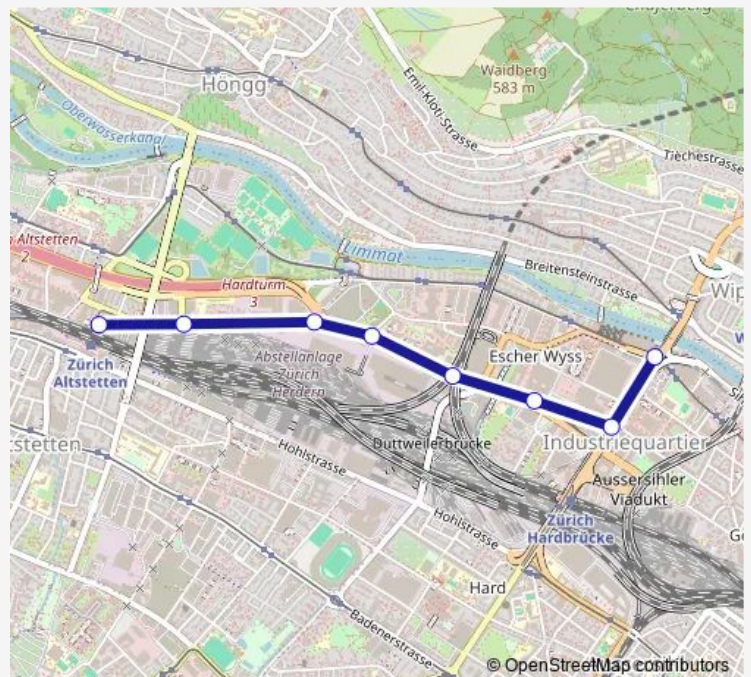 Waidberg
583 m
Höngg
Emil-Klöti-Strasse
Oberwasserkanal
Tièchestrasse
Altstetten
2
Limmat
Hardturm
3
Breitensteinstrasse
Wip
Zürich
Altstetten
Abstellanlage
Zürich
Herdern
Escher Wyss
stetten
Hohlstrasse
Duttweilerbrücke
Industriequartier
Aussersihler
Viadukt
Hohlstrasse
Zürich
Hardbrücke
Hard
Badenerstrasse
© OpenStreetMap contributors